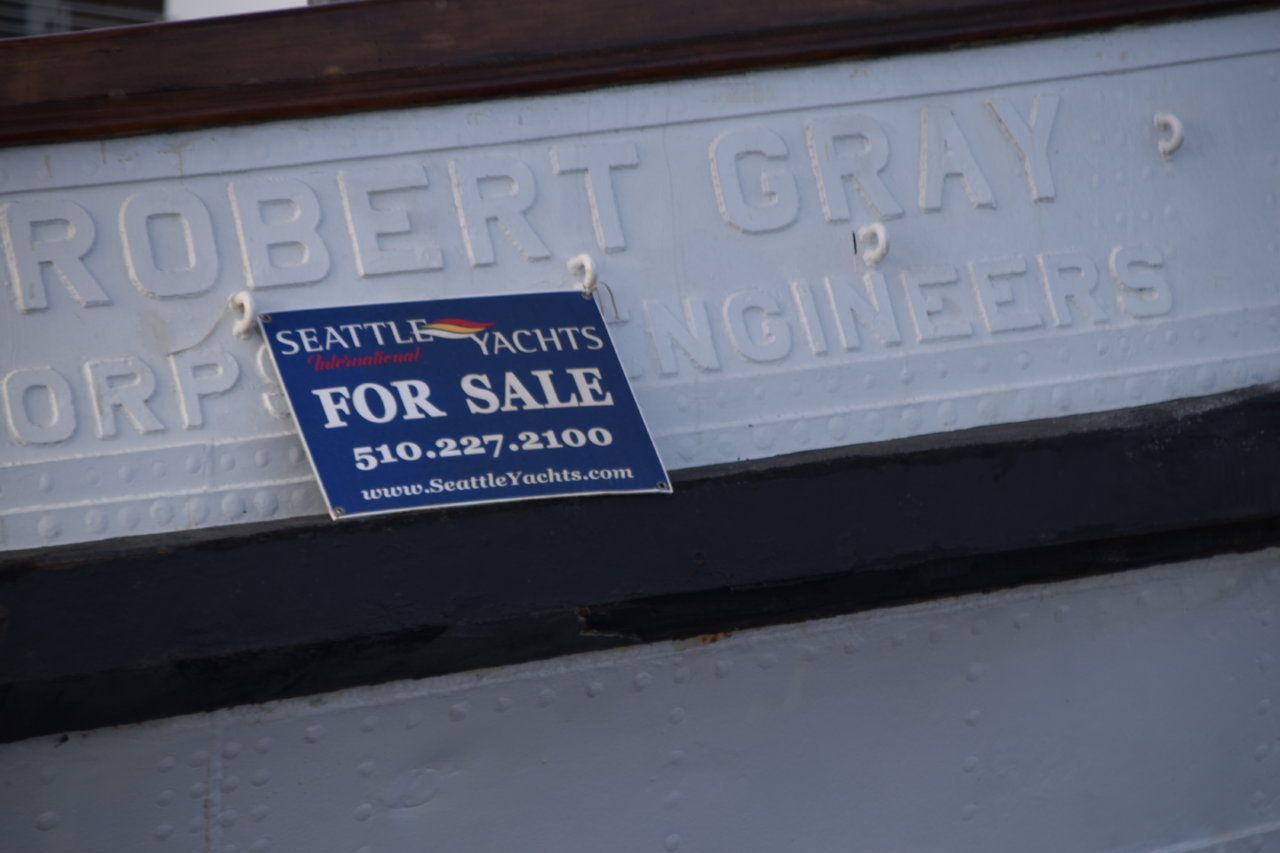 ROBERT GRAY
ORPS NGINEERS
SEATTLE YACHTS
International
FOR SALE
510.227.2100
www.SeattleYachts.com